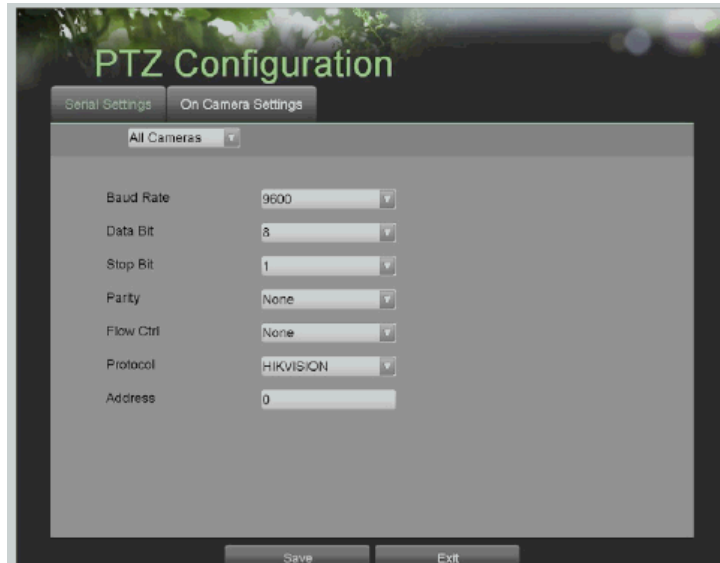 PTZ Configuration
Serial Settings On Camera Settings
All Cameras
Baud Rate 9600
Data Bit 8
Stop Bit 1
Parity None
Flow Ctrl None
Protocol HIKVISION
Address 0
Save Exit